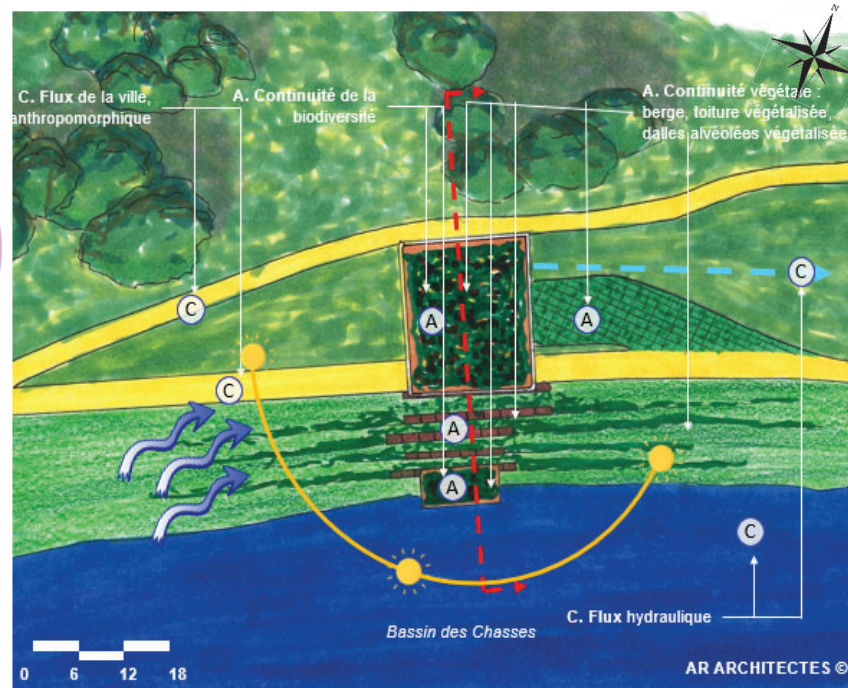 N
C. Flux de la ville,
anthropomorphique
A. Continuité de la
biodiversité
A. Continuité végétale :
berge, toiture végétalisée,
dalles alvéolées végétalisée
C
C
A
A
C
A
A
C
C. Flux hydraulique
Bassin des Chasses
0 6 12 18
AR ARCHITECTES ©